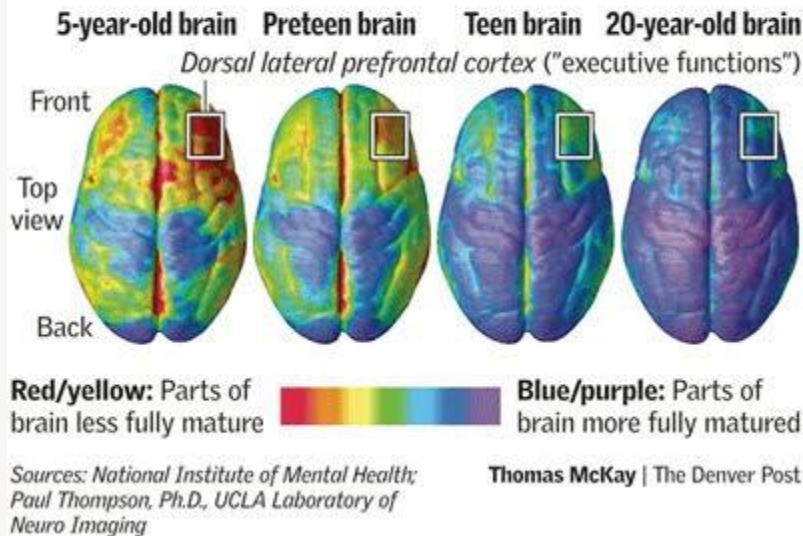 5-year-old brain Preteen brain Teen brain 20-year-old brain
Dorsal lateral prefrontal cortex ("executive functions")
Front
Top
view
Back
Red/yellow: Parts of
brain less fully mature
Blue/purple: Parts of
brain more fully matured
Sources: National Institute of Mental Health;
Paul Thompson, Ph.D., UCLA Laboratory of
Neuro Imaging
Thomas McKay | The Denver Post